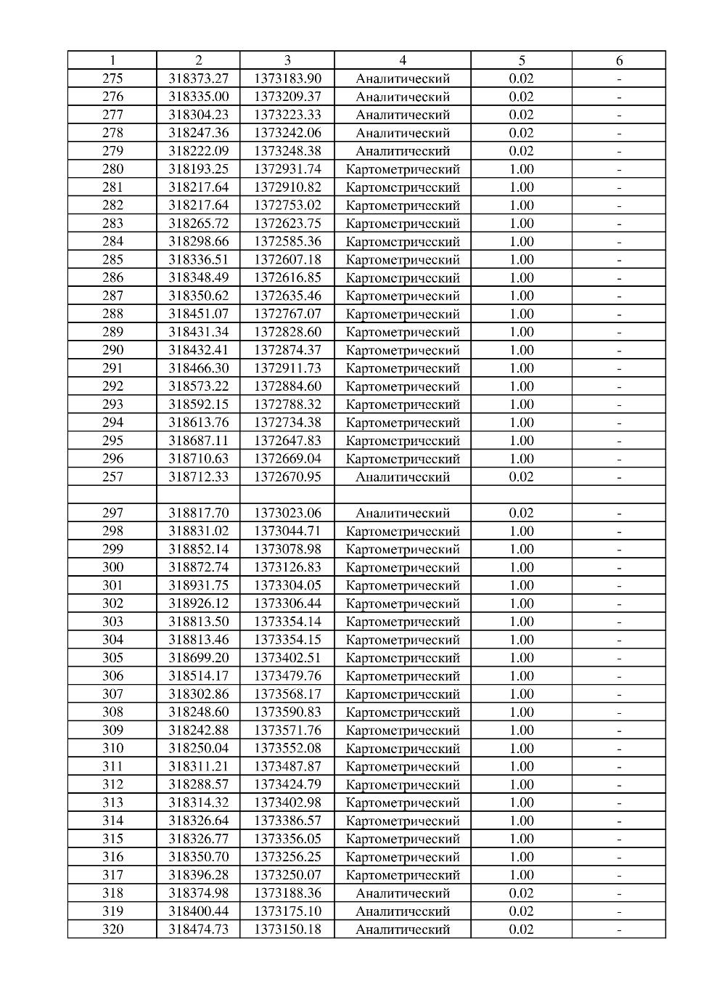 1 2 3 4 5 6
275 318373.27 1373183.90 Аналитический 0.02 -
276 318335.00 1373209.37 Аналитический 0.02 -
277 318304.23 1373223.33 Аналитический 0.02 -
278 318247.36 1373242.06 Аналитический 0.02 -
279 318222.09 1373248.38 Аналитический 0.02 -
280 318193.25 1372931.74 Картометрический 1.00 -
281 318217.64 1372910.82 Картометрический 1.00 -
282 318217.64 1372753.02 Картометрический 1.00 -
283 318265.72 1372623.75 Картометрический 1.00 -
284 318298.66 1372585.36 Картометрический 1.00 -
285 318336.51 1372607.18 Картометрический 1.00 -
286 318348.49 1372616.85 Картометрический 1.00 -
287 318350.62 1372635.46 Картометрический 1.00 -
288 318451.07 1372767.07 Картометрический 1.00 -
289 318431.34 1372828.60 Картометрический 1.00 -
290 318432.41 1372874.37 Картометрический 1.00 -
291 318466.30 1372911.73 Картометрический 1.00 -
292 318573.22 1372884.60 Картометрический 1.00 -
293 318592.15 1372788.32 Картометрический 1.00 -
294 318613.76 1372734.38 Картометрический 1.00 -
295 318687.11 1372647.83 Картометрический 1.00 -
296 318710.63 1372669.04 Картометрический 1.00 -
257 318712.33 1372670.95 Аналитический 0.02 -
297 318817.70 1373023.06 Аналитический 0.02 -
298 318831.02 1373044.71 Картометрический 1.00 -
299 318852.14 1373078.98 Картометрический 1.00 -
300 318872.74 1373126.83 Картометрический 1.00 -
301 318931.75 1373304.05 Картометрический 1.00 -
302 318926.12 1373306.44 Картометрический 1.00 -
303 318813.50 1373354.14 Картометрический 1.00 -
304 318813.46 1373354.15 Картометрический 1.00 -
305 318699.20 1373402.51 Картометрический 1.00 -
306 318514.17 1373479.76 Картометрический 1.00 -
307 318302.86 1373568.17 Картометрический 1.00 -
308 318248.60 1373590.83 Картометрический 1.00 -
309 318242.88 1373571.76 Картометрический 1.00 -
310 318250.04 1373552.08 Картометрический 1.00 -
311 318311.21 1373487.87 Картометрический 1.00 -
312 318288.57 1373424.79 Картометрический 1.00 -
313 318314.32 1373402.98 Картометрический 1.00 -
314 318326.64 1373386.57 Картометрический 1.00 -
315 318326.77 1373356.05 Картометрический 1.00 -
316 318350.70 1373256.25 Картометрический 1.00 -
317 318396.28 1373250.07 Картометрический 1.00 -
318 318374.98 1373188.36 Аналитический 0.02 -
319 318400.44 1373175.10 Аналитический 0.02 -
320 318474.73 1373150.18 Аналитический 0.02 -